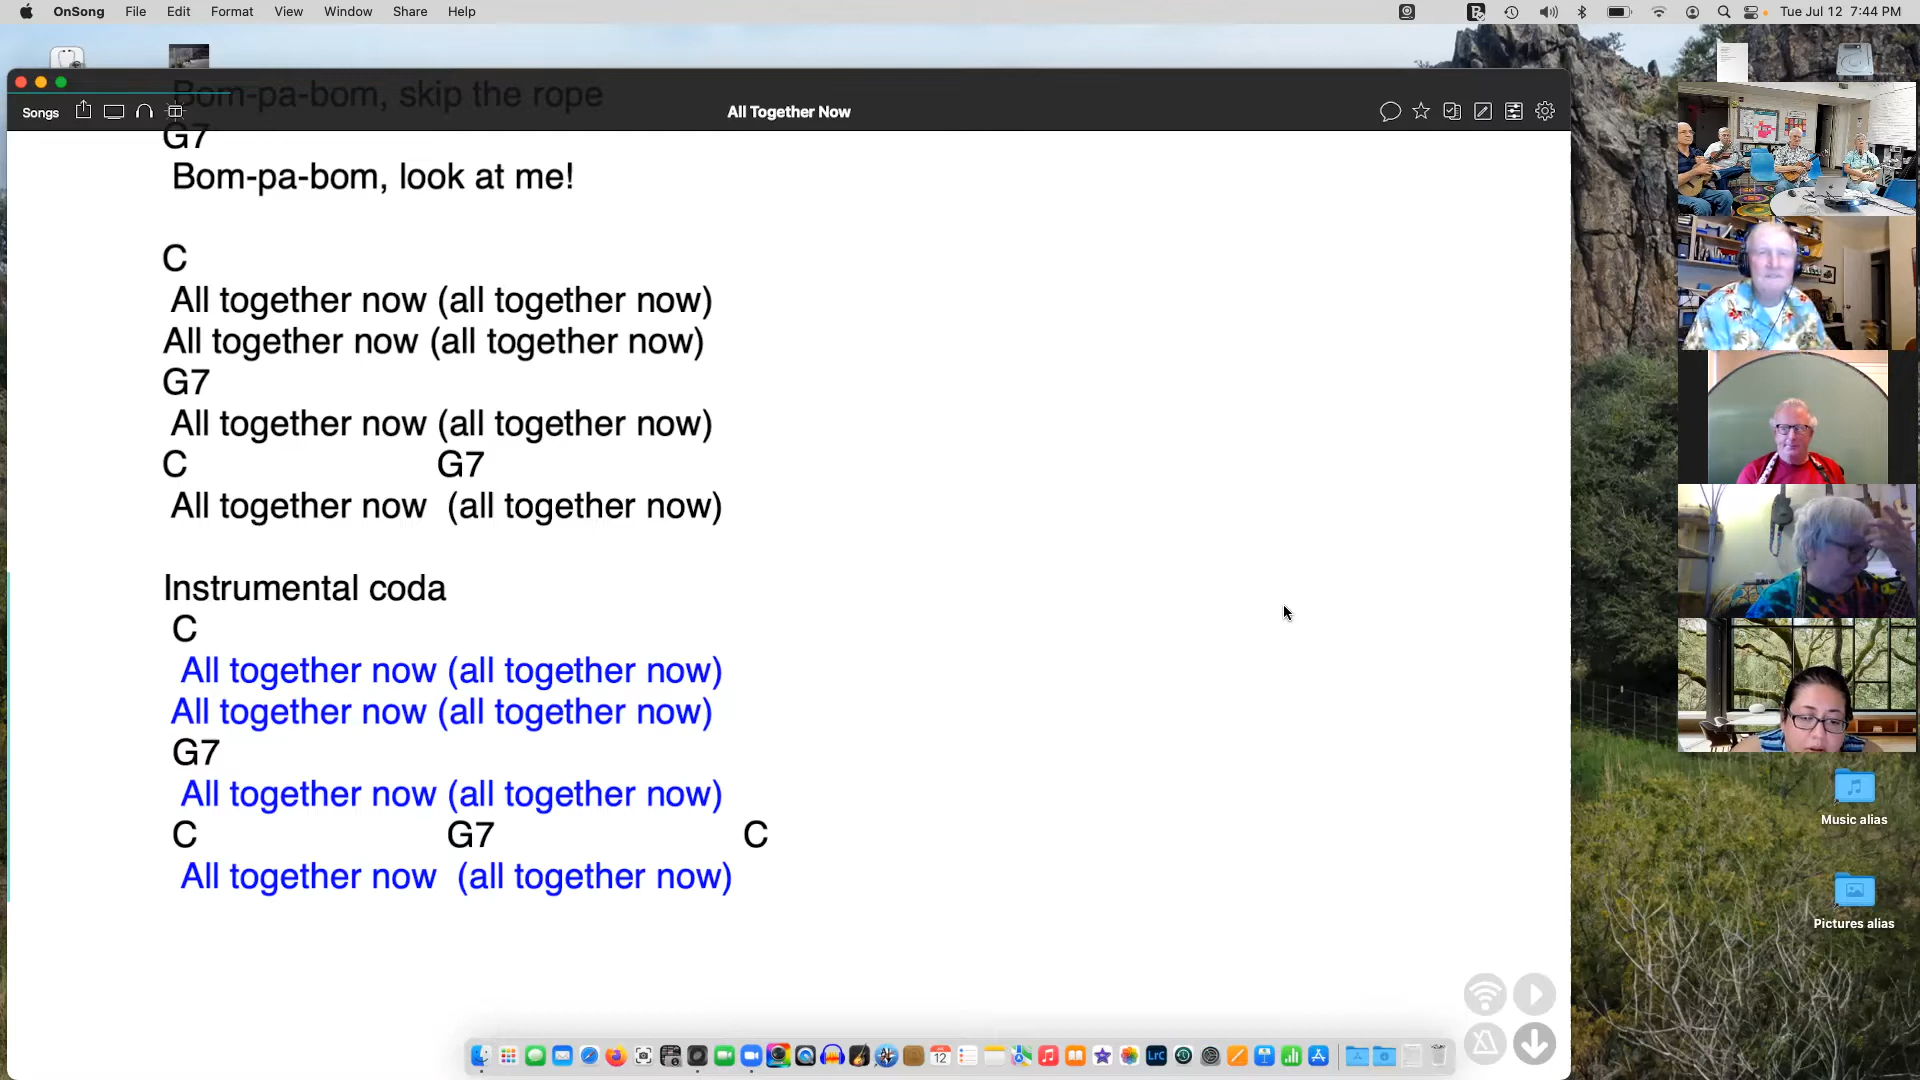 OnSong File Edit Format View Window Share Help
Tue Jul 12 7:44 PM
Bom-pa-bom, skip the rope
Songs
All Together Now
G7
Bom-pa-bom, look at me!
C
All together now (all together now)
All together now (all together now)
G7
All together now (all together now)
C G7
All together now (all together now)
Instrumental coda
C
All together now (all together now)
All together now (all together now)
G7
All together now (all together now)
C G7 C
All together now (all together now)
Music alias
Pictures alias
12
LrC